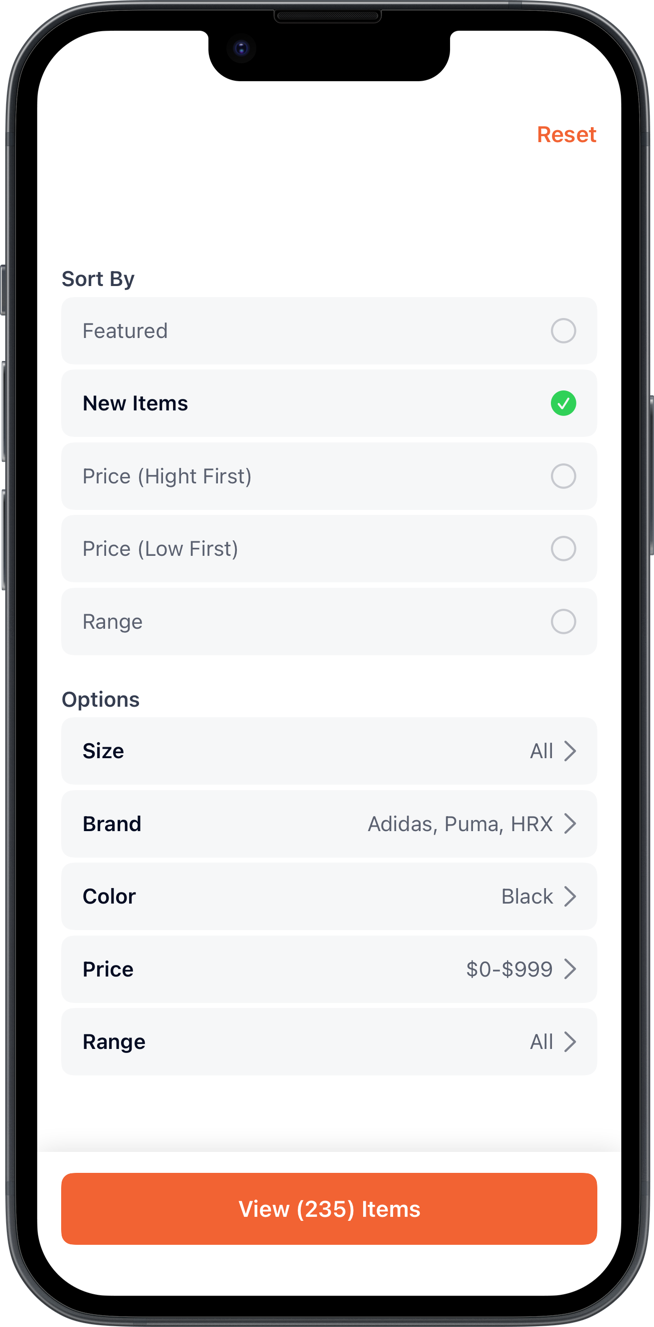 Reset
Sort By
Featured
New Items
Price (Hight First)
Price (Low First)
Range
Options
Size All
Brand Adidas, Puma, HRX
Color Black
Price $0-$999
Range All
View (235) Items